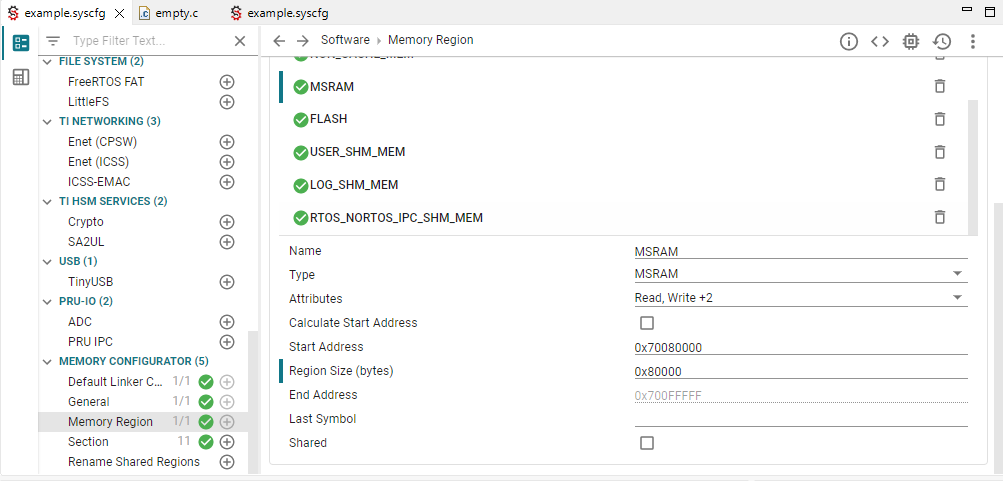 example.syscfg
empty.c
example.syscfg
Type Filter Text...
Software > Memory Region
FILE SYSTEM (2)
FreeRTOS FAT
LittleFS
TI NETWORKING (3)
Enet (CPSW)
Enet (ICSS)
ICSS-EMAC
TI HSM SERVICES (2)
Crypto
SA2UL
USB (1)
TinyUSB
PRU-IO (2)
ADC
PRU IPC
MEMORY CONFIGURATOR (5)
Default Linker C... 1/1
General 1/1
Memory Region 1/1
Section 11
Rename Shared Regions
MSRAM
FLASH
USER_SHM_MEM
LOG_SHM_MEM
RTOS_NORTOS_IPC_SHM_MEM
Name MSRAM
Type MSRAM
Attributes Read, Write +2
Calculate Start Address
Start Address 0x70080000
Region Size (bytes) 0x80000
End Address 0x700FFFFF
Last Symbol
Shared